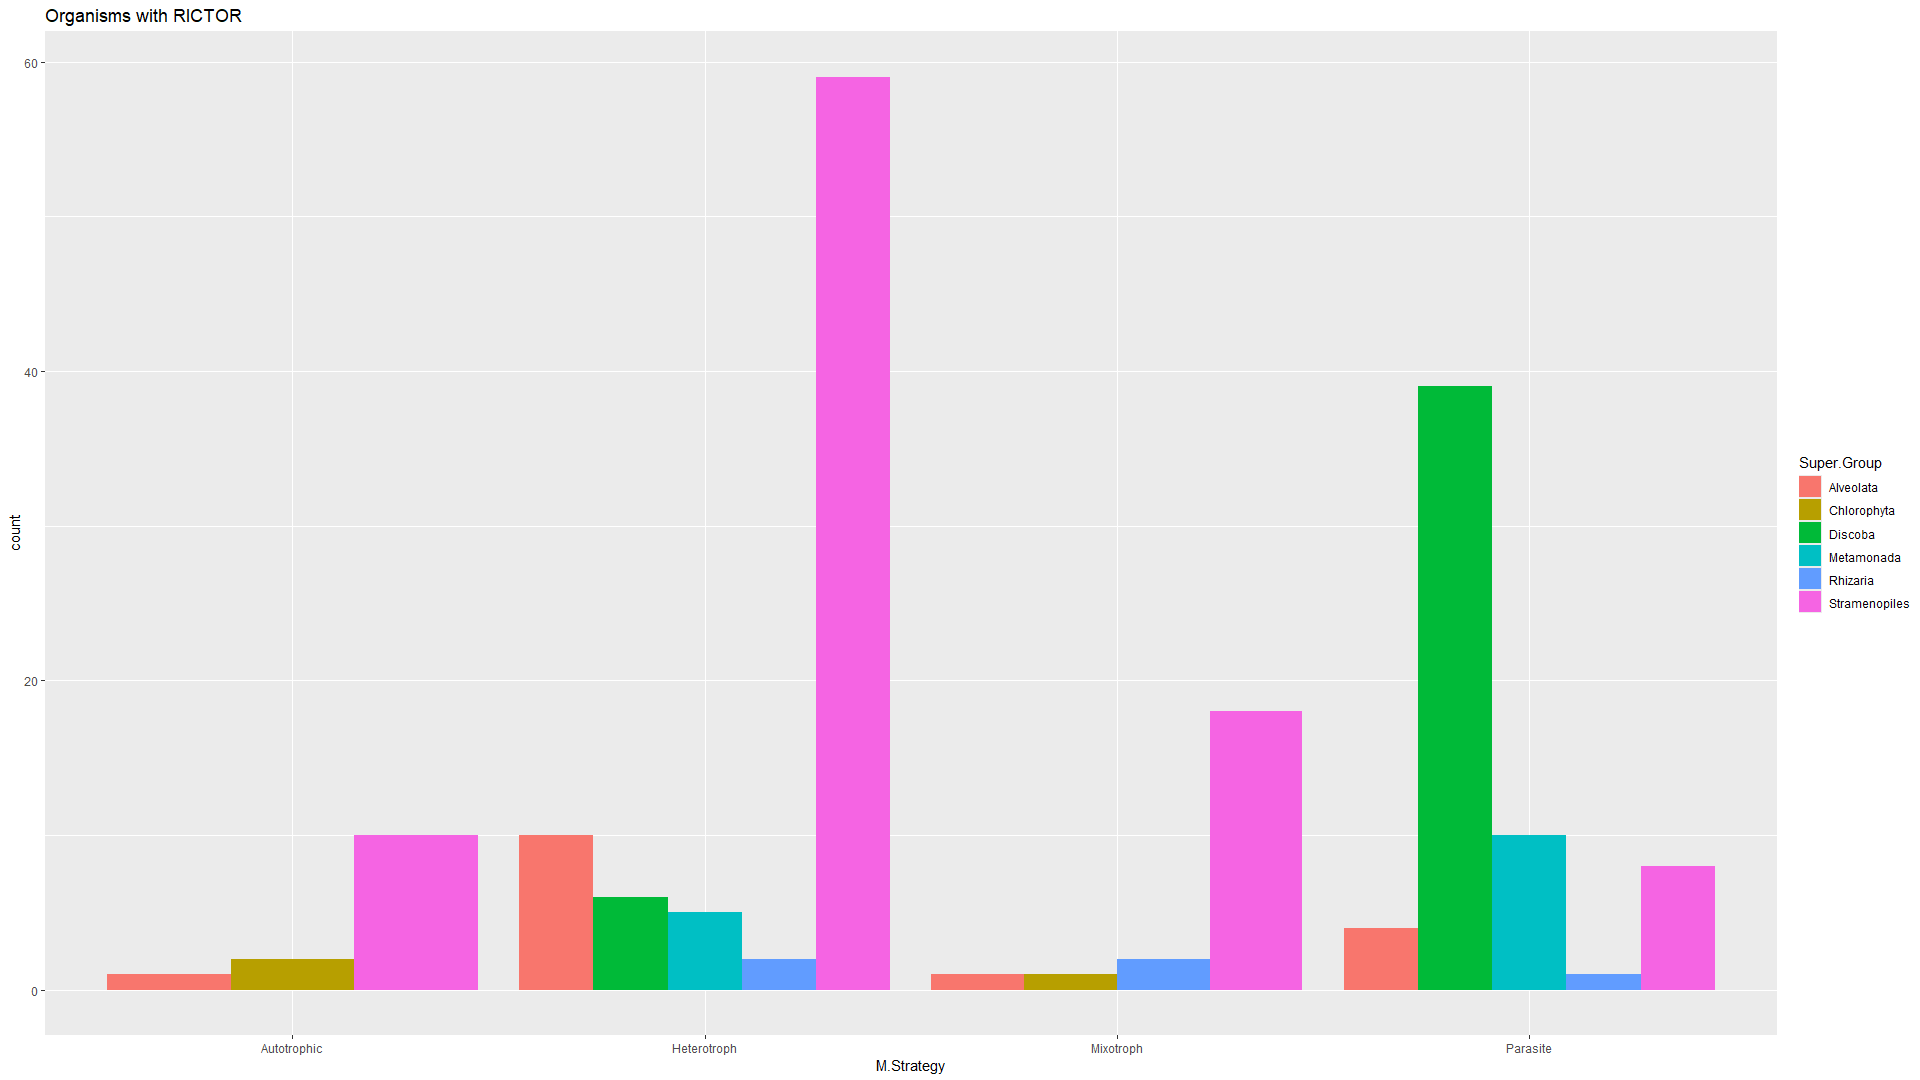 Organisms with RICTOR
60
40
20
0
count
Autotrophic
Heterotroph
Mixotroph
Parasite
M.Strategy
Super.Group
Alveolata
Chlorophyta
Discoba
Metamonada
Rhizaria
Stramenopiles